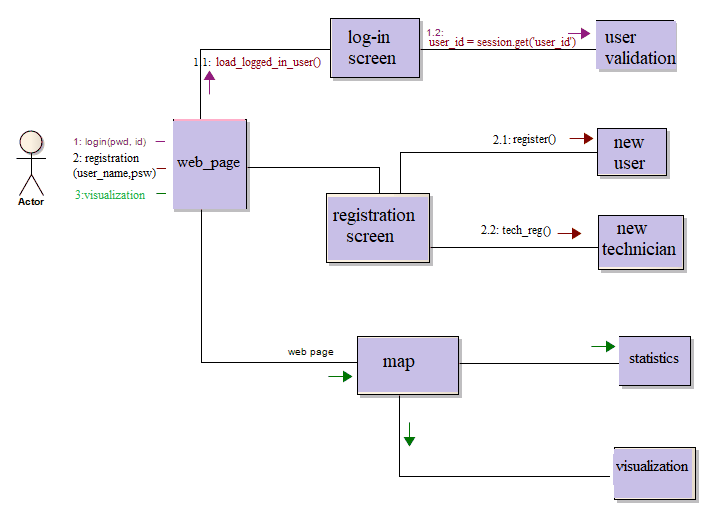 log-in
screen
1.2:
user_id = session.get('user_id')
user
validation
1.1: load_logged_in_user()
Actor
1: login(pwd, id)
2: registration
(user_name,psw)
3:visualization
web_page
2.1: register()
new
user
registration
screen
2.2: tech_reg()
new
technician
web page
map
statistics
visualization